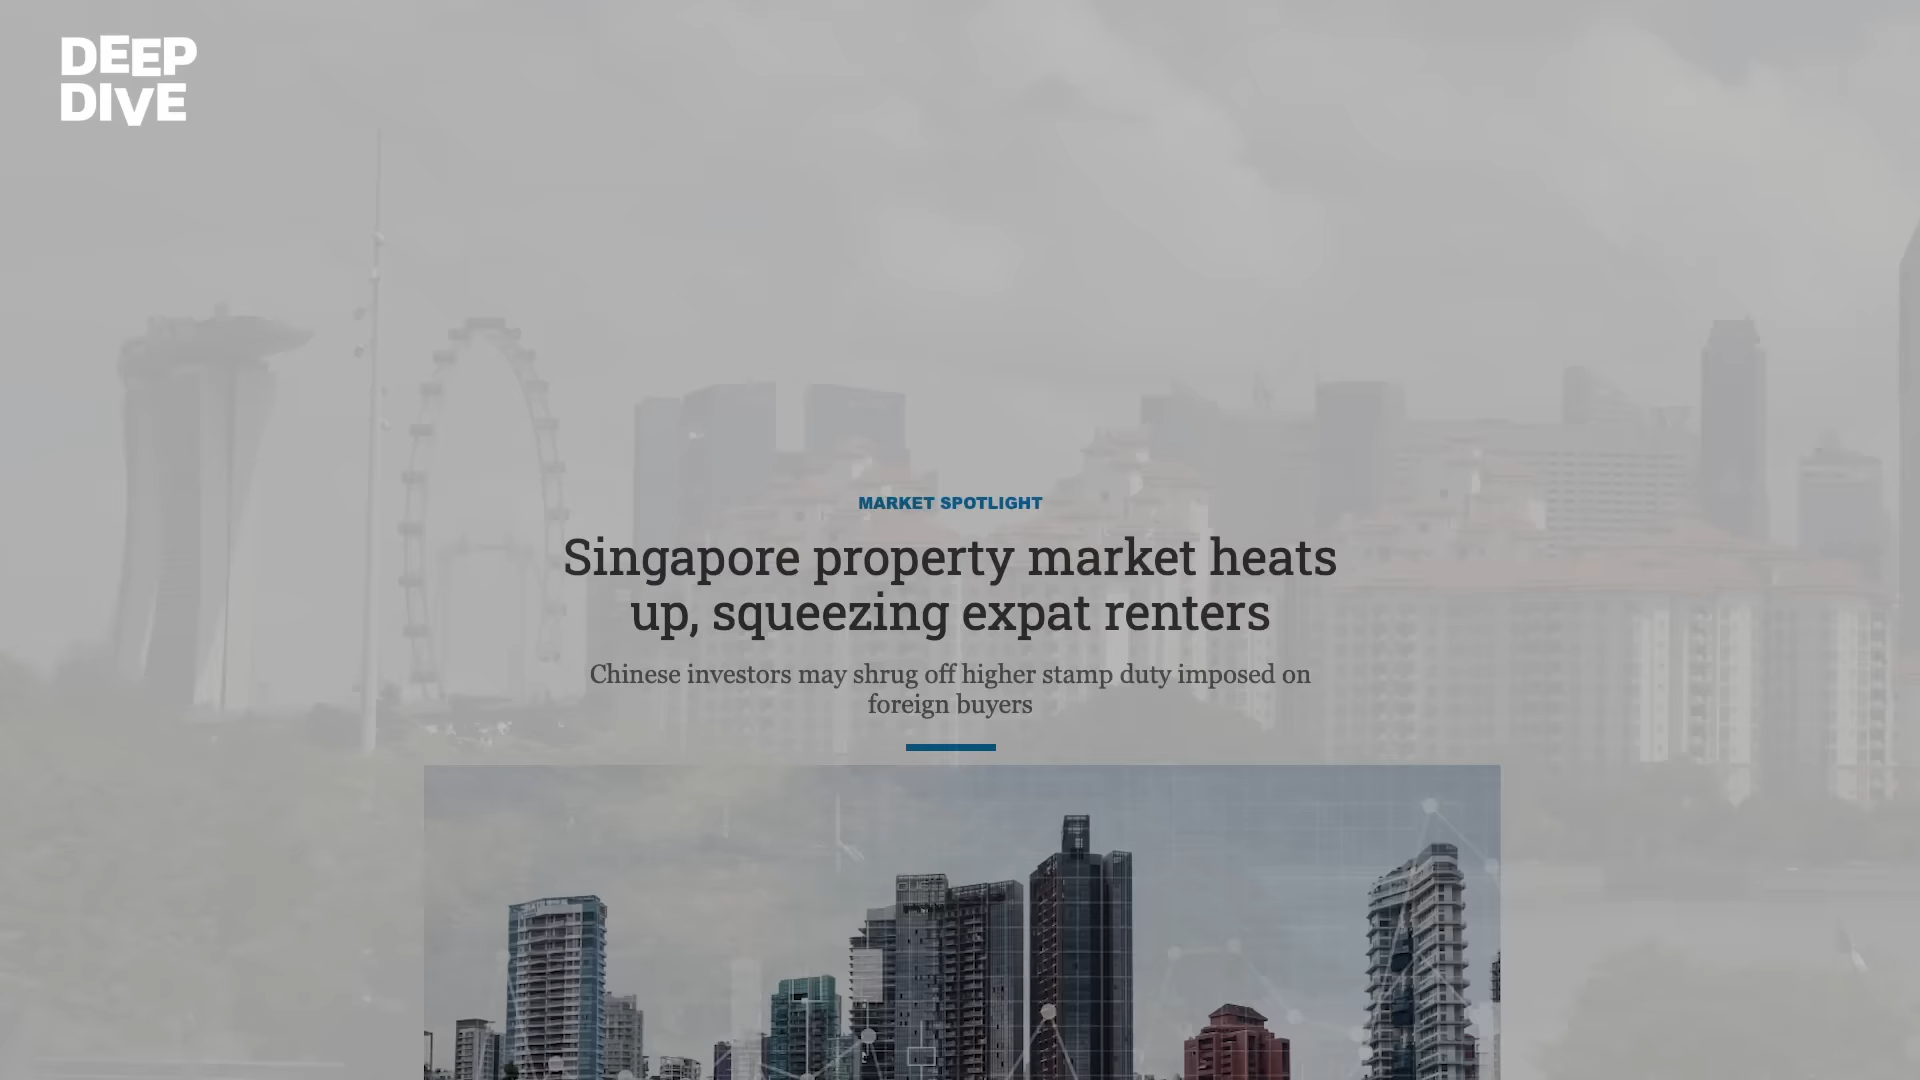 DEEP
DIVE
MARKET SPOTLIGHT
Singapore property market heats
up, squeezing expat renters
Chinese investors may shrug off higher stamp duty imposed on
foreign buyers